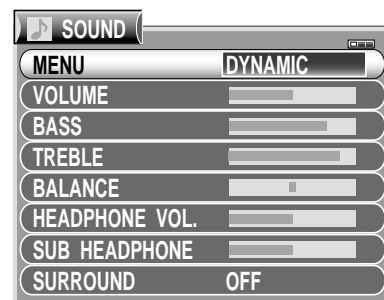 SOUND
MENU DYNAMIC
VOLUME
BASS
TREBLE
BALANCE
HEADPHONE VOL.
SUB HEADPHONE
SURROUND OFF